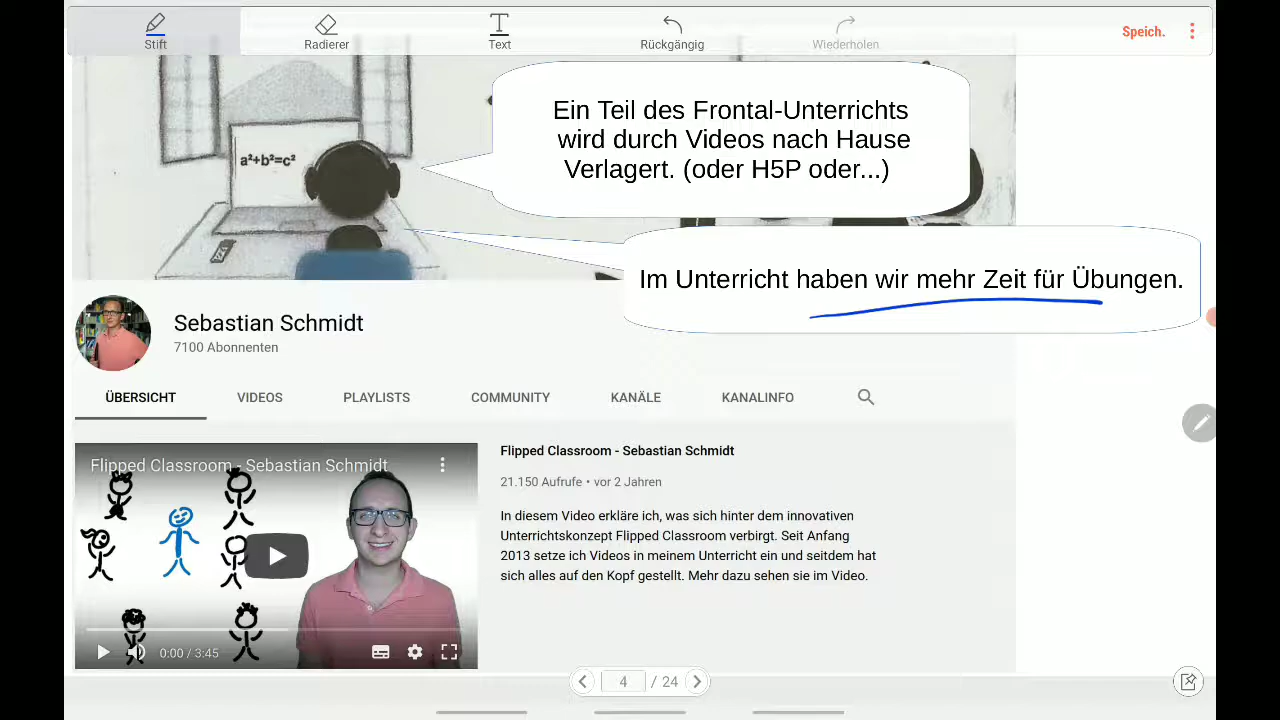 Stift
Radierer
Text
Rückgängig
Wiederholen
Speich.
a²+b²=c²
Ein Teil des Frontal-Unterrichts
wird durch Videos nach Hause
Verlagert. (oder H5P oder...)
Im Unterricht haben wir mehr Zeit für Übungen.
Sebastian Schmidt
7100 Abonnenten
ÜBERSICHT
VIDEOS
PLAYLISTS
COMMUNITY
KANÄLE
KANALINFO
Flipped Classroom - Sebastian Schmidt
0:00 / 3:45
Flipped Classroom - Sebastian Schmidt
21.150 Aufrufe • vor 2 Jahren
In diesem Video erkläre ich, was sich hinter dem innovativen
Unterrichtskonzept Flipped Classroom verbirgt. Seit Anfang
2013 setze ich Videos in meinem Unterricht ein und seitdem hat
sich alles auf den Kopf gestellt. Mehr dazu sehen sie im Video.
4 / 24